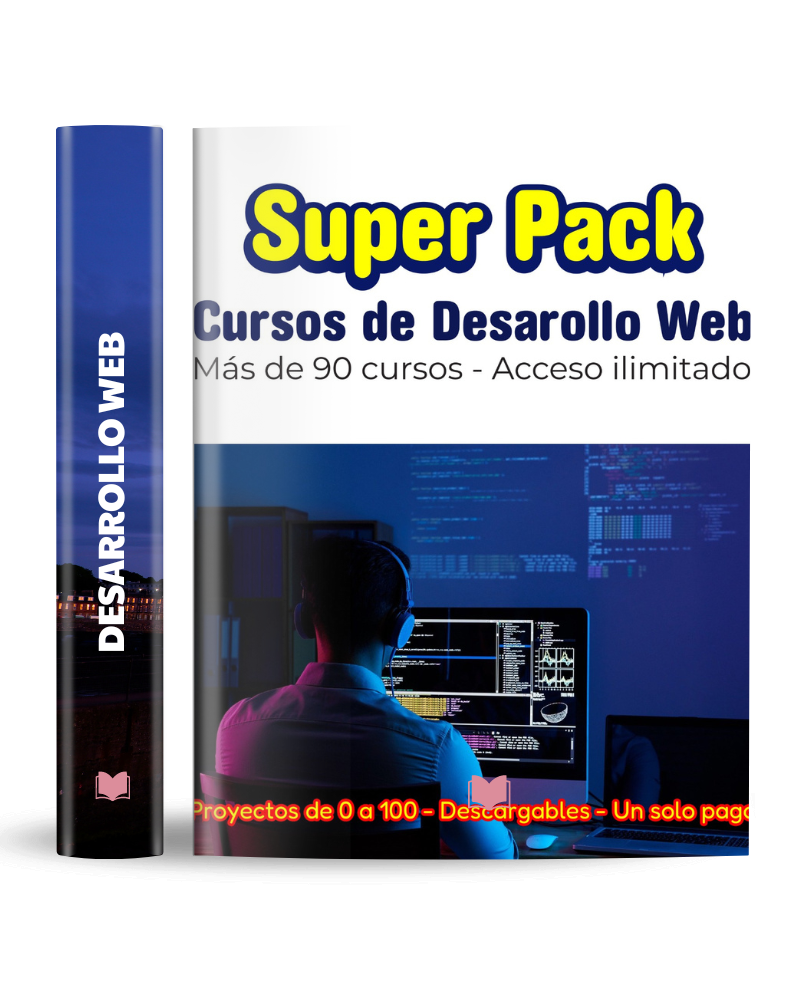 DESARROLLO WEB
Super Pack
Cursos de Desarollo Web
Más de 90 cursos - Acceso ilimitado
Proyectos de 0 a 100 - Descargables - Un solo pago